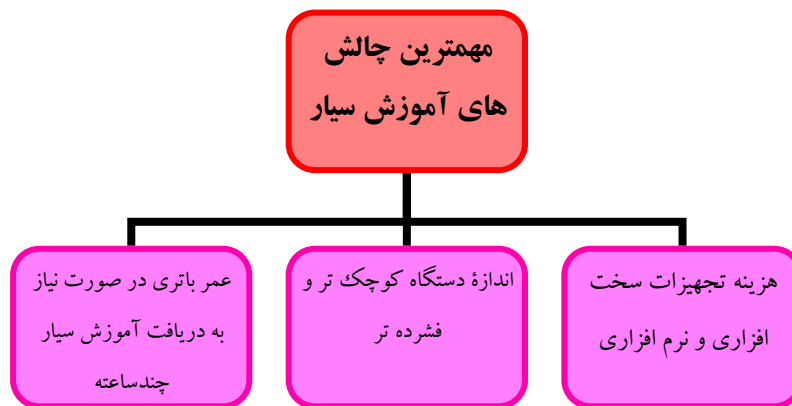 مهمترین چالش
های آموزش سیار
هزینه تجهیزات سخت
افزاری و نرم افزاری
اندازۀ دستگاه کوچک تر و
فشرده تر
عمر باتری در صورت نیاز
به دریافت آموزش سیار
چندساعته